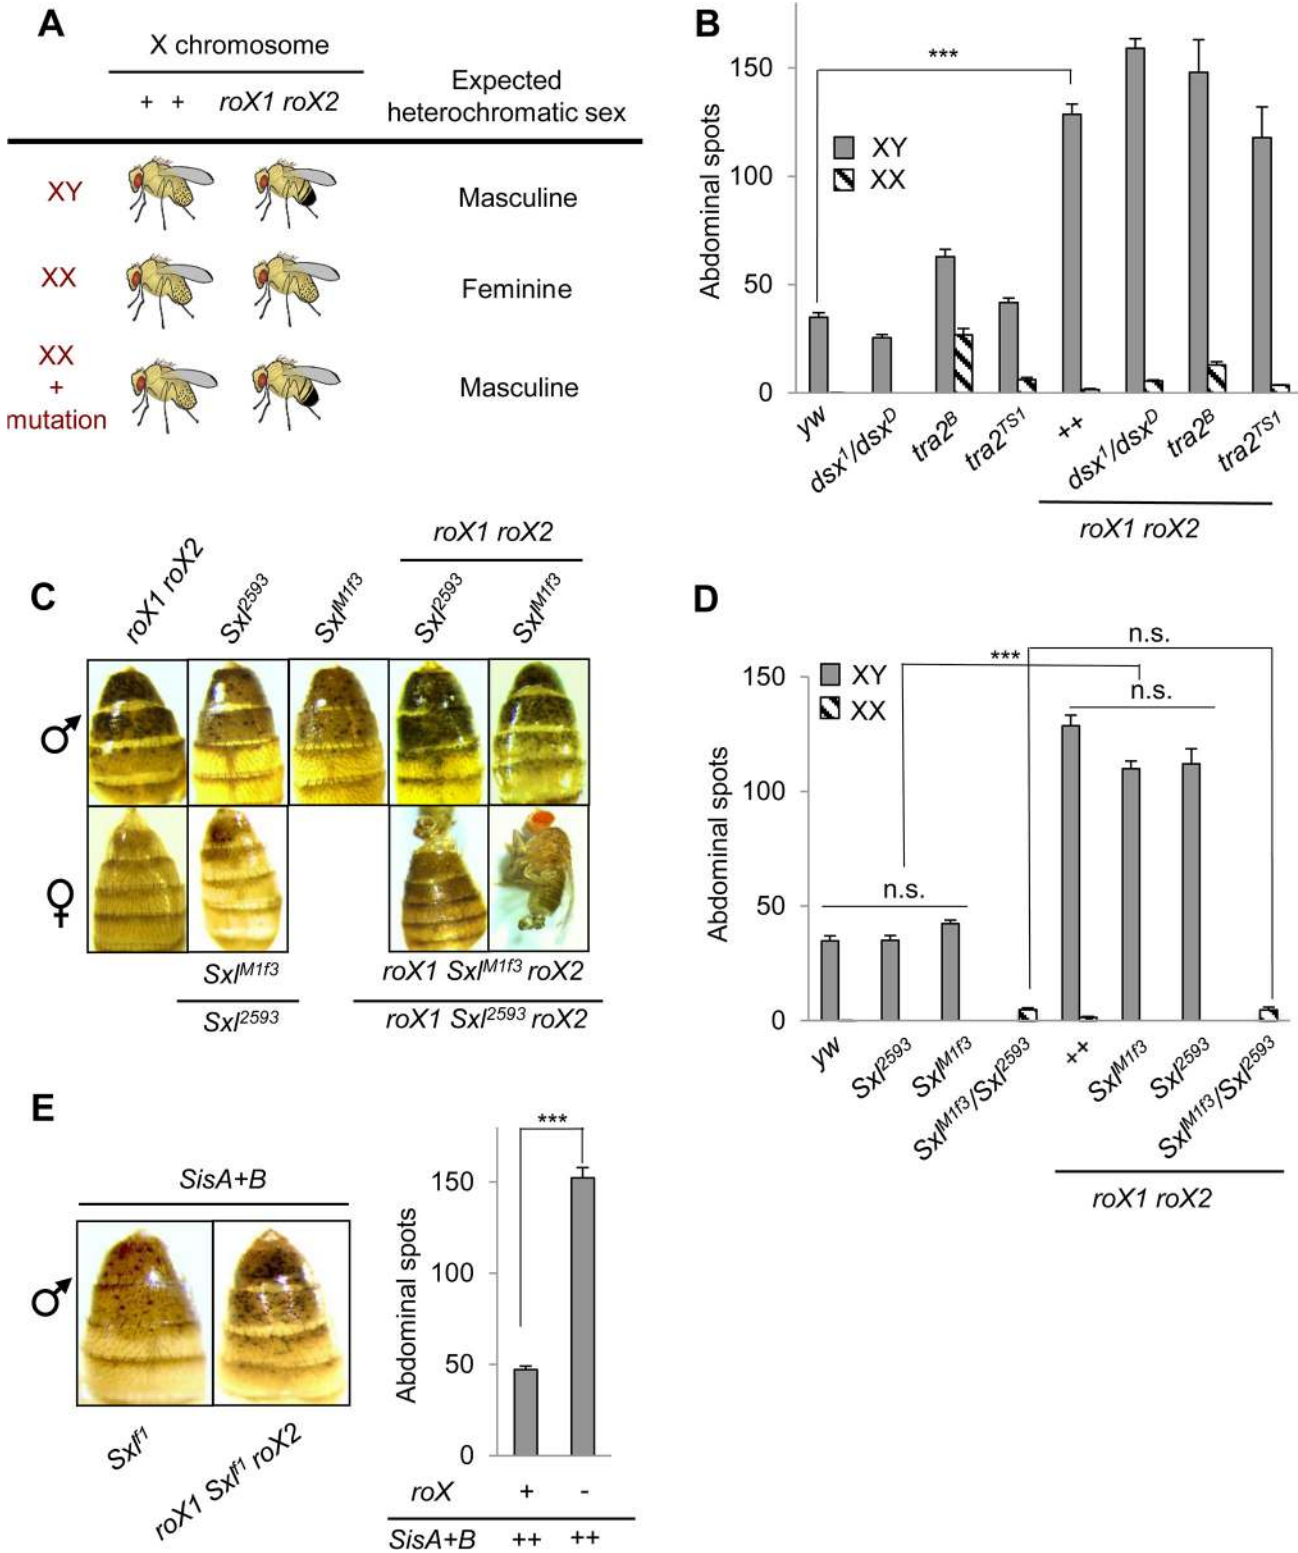 A
X chromosome
Expected
heterochromatic sex
+ +
roX1 roX2
XY
Masculine
XX
Feminine
XX
+
mutation
Masculine
B
Abdominal spots
150
100
50
0
***
XY
XX
yw
dsx¹/dsxᴰ
tra2ᴮ
tra2ᵀˢ¹
++
dsx¹/dsxᴰ
tra2ᴮ
tra2ᵀˢ¹
roX1 roX2
C
roX1 roX2
roX1 roX2
Sxl²⁵⁹³
Sxlᴹ¹ᶠ³
Sxl²⁵⁹³
Sxlᴹ¹ᶠ³
♂
♀
Sxlᴹ¹ᶠ³
Sxl²⁵⁹³
roX1 Sxlᴹ¹ᶠ³ roX2
roX1 Sxl²⁵⁹³ roX2
D
Abdominal spots
150
100
50
0
XY
XX
n.s.
***
n.s.
n.s.
yw
Sxl²⁵⁹³
Sxlᴹ¹ᶠ³
Sxlᴹ¹ᶠ³/Sxl²⁵⁹³
++
Sxlᴹ¹ᶠ³
Sxl²⁵⁹³
Sxlᴹ¹ᶠ³/Sxl²⁵⁹³
roX1 roX2
E
SisA+B
♂
Sxlᶠ¹
roX1 Sxlᶠ¹ roX2
Abdominal spots
150
100
50
0
***
roX + -
SisA+B ++ ++